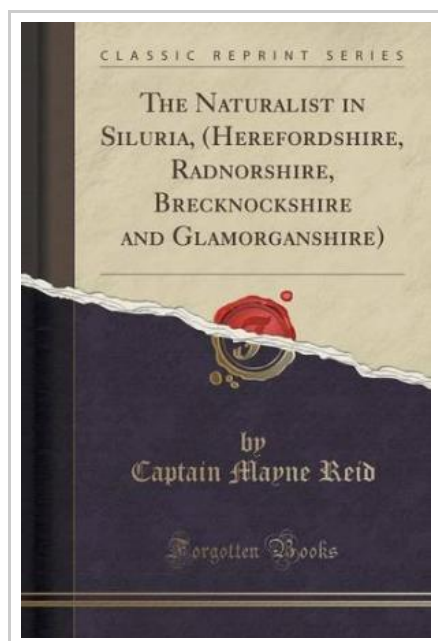 CLASSIC REPRINT SERIES
THE NATURALIST IN
SILURIA, (HEREFORDSHIRE,
RADNORSHIRE,
BRECKNOCKSHIRE
AND GLAMORGANSHIRE)
by
Captain Mayne Reid
Forgotten Books